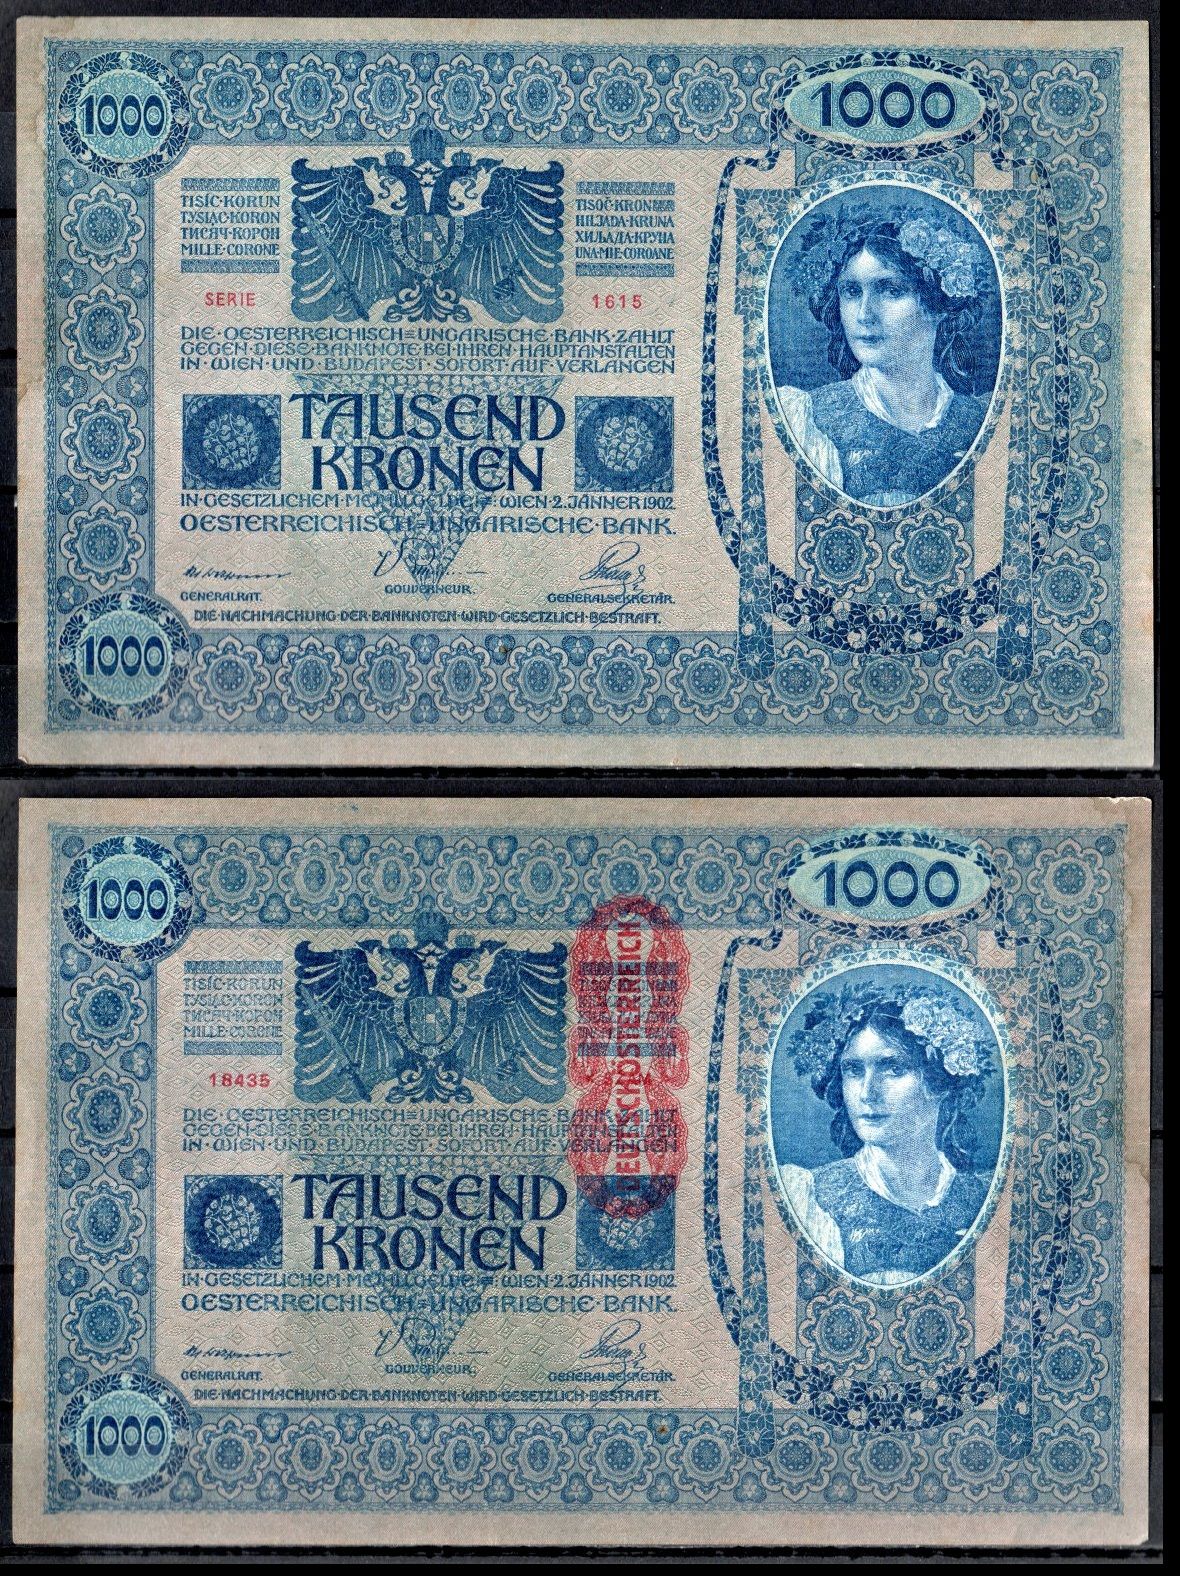 1000
1000
TISÍC·KORUN
TYSIĄC·KORON
ТИСЯЧ·КОРОН
MILLE·CORONE
TISOČ·KRON
HILJADA·KRUNA
ХИЉАДА·КРУНА
UNA·MIE·COROANE
SERIE
1615
DIE·OESTERREICHISCH=UNGARISCHE·BANK·ZAHLT
GEGEN·DIESE·BANKNOTE·BEI·IHREN·HAUPTANSTALTEN
IN·WIEN·UND·BUDAPEST·SOFORT·AUF·VERLANGEN
TAUSEND
KRONEN
IN·GESETZLICHEM·METALLGELDE=:WIEN·2.JÄNNER 1902.
OESTERREICHISCH=UNGARISCHE·BANK.
GENERALRAT.
GOUVERNEUR.
GENERALSEKRETÄR.
DIE·NACHMACHUNG·DER·BANKNOTEN·WIRD·GESETZLICH·BESTRAFT.
1000
1000
1000
TISÍC·KORUN
TYSIĄC·KORON
ТИСЯЧ·КОРОН
MILLE·CORONE
DEUTSCHÖSTERREICH
18435
DIE·OESTERREICHISCH=UNGARISCHE·BANK·ZAHLT
GEGEN·DIESE·BANKNOTE·BEI·IHREN·HAUPTANSTALTEN
IN·WIEN·UND·BUDAPEST·SOFORT·AUF·VERLANGEN
TAUSEND
KRONEN
IN·GESETZLICHEM·METALLGELDE=:WIEN·2.JÄNNER 1902.
OESTERREICHISCH=UNGARISCHE·BANK.
GENERALRAT.
GOUVERNEUR.
GENERALSEKRETÄR.
DIE·NACHMACHUNG·DER·BANKNOTEN·WIRD·GESETZLICH·BESTRAFT.
1000